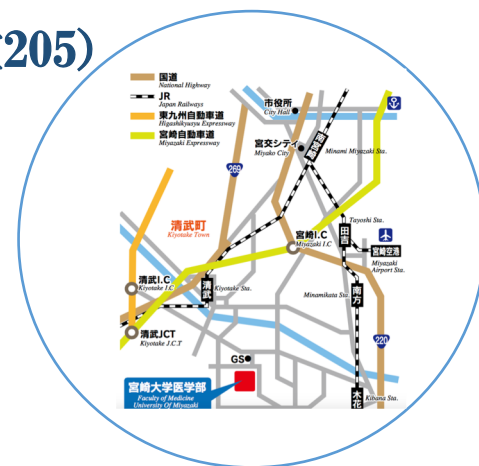 (205)
国道
National Highway
JR
Japan Railways
東九州自動車道
Higashikyusyu Expressway
宮崎自動車道
Miyazaki Expressway
市役所
City Hall
宮交シティ
Miyako City
南宮崎
Minami Miyazaki Sta.
269
清武町
Kiyotaka Town
Tayoshi Sta.
田吉
宮崎I.C
Miyazaki I.C
宮崎空港
Miyazaki
Airport Sta.
清武I.C
Kiyotake I.C
清武
Kiyotake Sta.
Minamikata Sta.
南方
清武JCT
Kiyotake J.C.T
220
GS
宮崎大学医学部
Faculty of Medicine
University Of Miyazaki
木花
Kibana Sta.